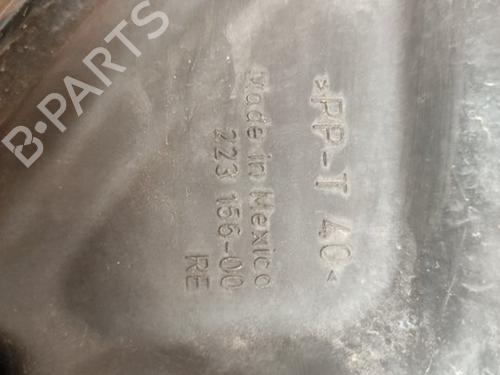 B-PARTS
>PP-T 40<
Made in Mexico
223 156-00
RE